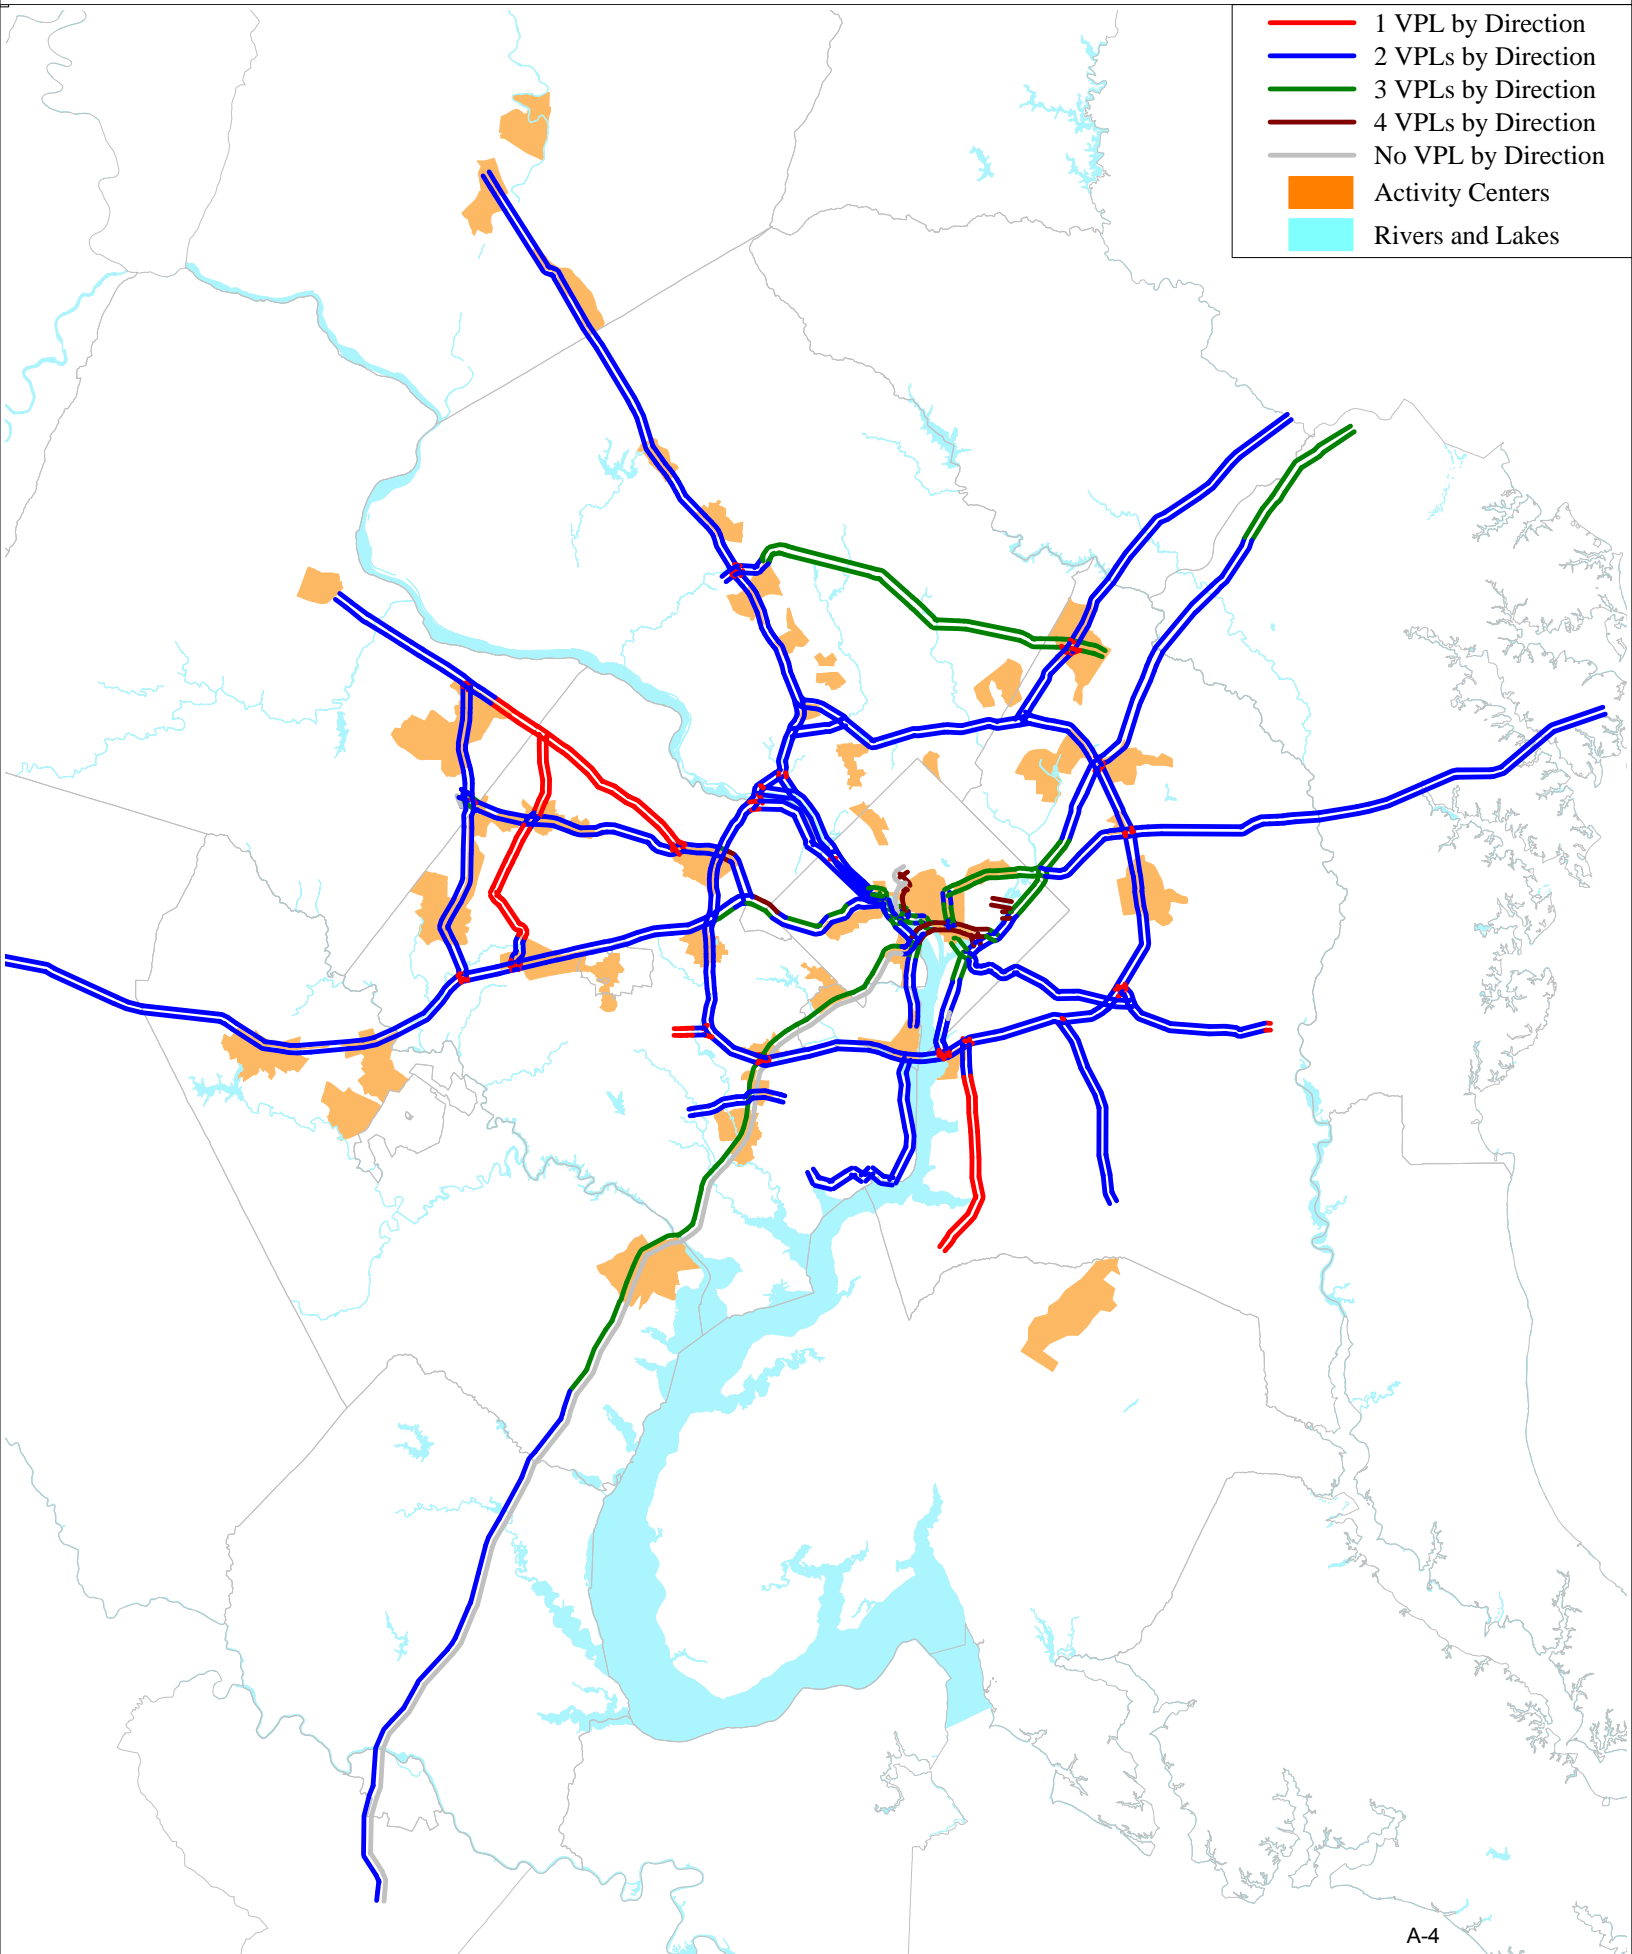 1 VPL by Direction
2 VPLs by Direction
3 VPLs by Direction
4 VPLs by Direction
No VPL by Direction
Activity Centers
Rivers and Lakes
A-4